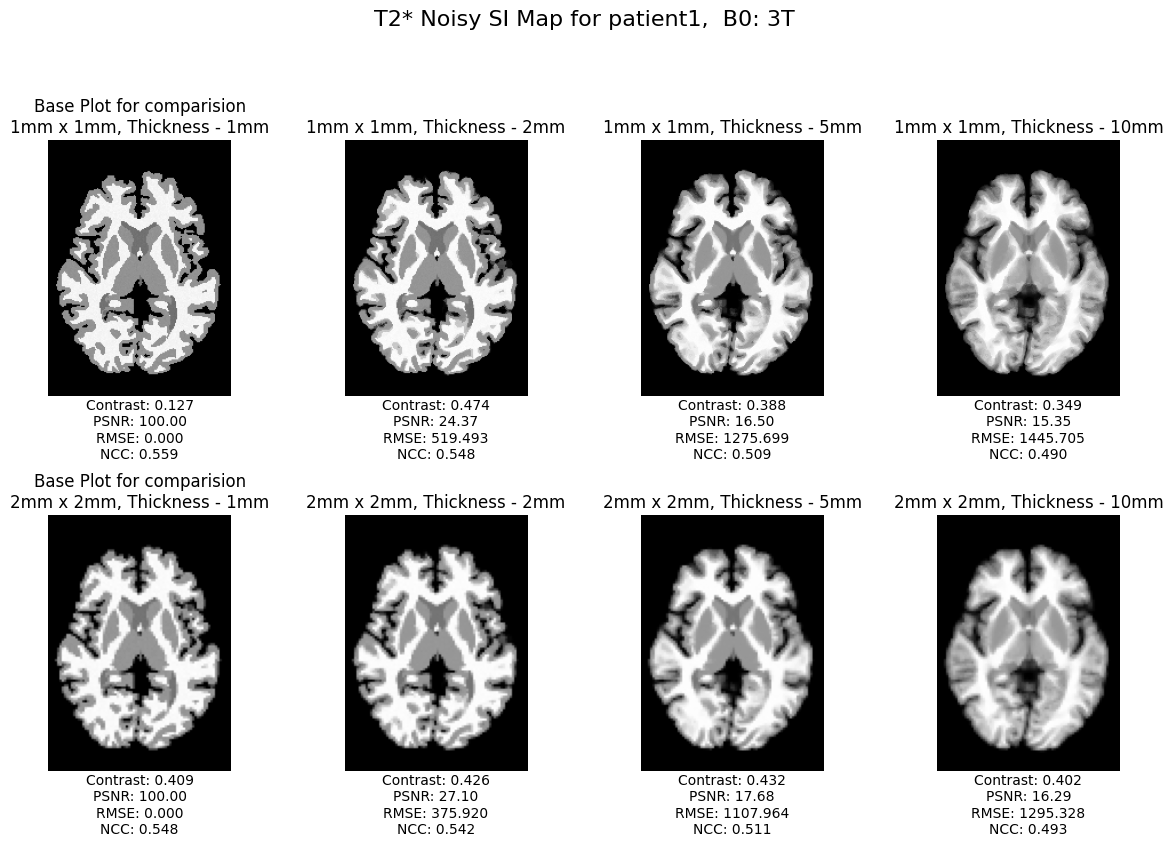 T2* Noisy SI Map for patient1,  B0: 3T
Base Plot for comparision
1mm x 1mm, Thickness - 1mm
1mm x 1mm, Thickness - 2mm
1mm x 1mm, Thickness - 5mm
1mm x 1mm, Thickness - 10mm
Contrast: 0.127
PSNR: 100.00
RMSE: 0.000
NCC: 0.559
Contrast: 0.474
PSNR: 24.37
RMSE: 519.493
NCC: 0.548
Contrast: 0.388
PSNR: 16.50
RMSE: 1275.699
NCC: 0.509
Contrast: 0.349
PSNR: 15.35
RMSE: 1445.705
NCC: 0.490
Base Plot for comparision
2mm x 2mm, Thickness - 1mm
2mm x 2mm, Thickness - 2mm
2mm x 2mm, Thickness - 5mm
2mm x 2mm, Thickness - 10mm
Contrast: 0.409
PSNR: 100.00
RMSE: 0.000
NCC: 0.548
Contrast: 0.426
PSNR: 27.10
RMSE: 375.920
NCC: 0.542
Contrast: 0.432
PSNR: 17.68
RMSE: 1107.964
NCC: 0.511
Contrast: 0.402
PSNR: 16.29
RMSE: 1295.328
NCC: 0.493